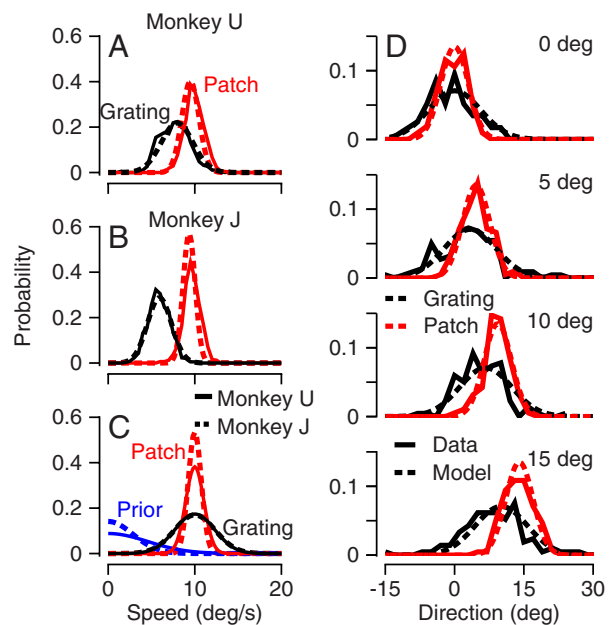 Monkey U
A
0.6
0.4
0.2
0
Grating
Patch
Monkey J
B
0.6
0.4
0.2
0
Probability
C
0.6
0.4
0.2
0
Monkey U
Monkey J
Patch
Prior
Grating
0 10 20
Speed (deg/s)
D
0 deg
0.1
0
5 deg
0.1
0
Grating
Patch
10 deg
0.1
0
Data
Model
15 deg
0.1
0
-15 0 15 30
Direction (deg)